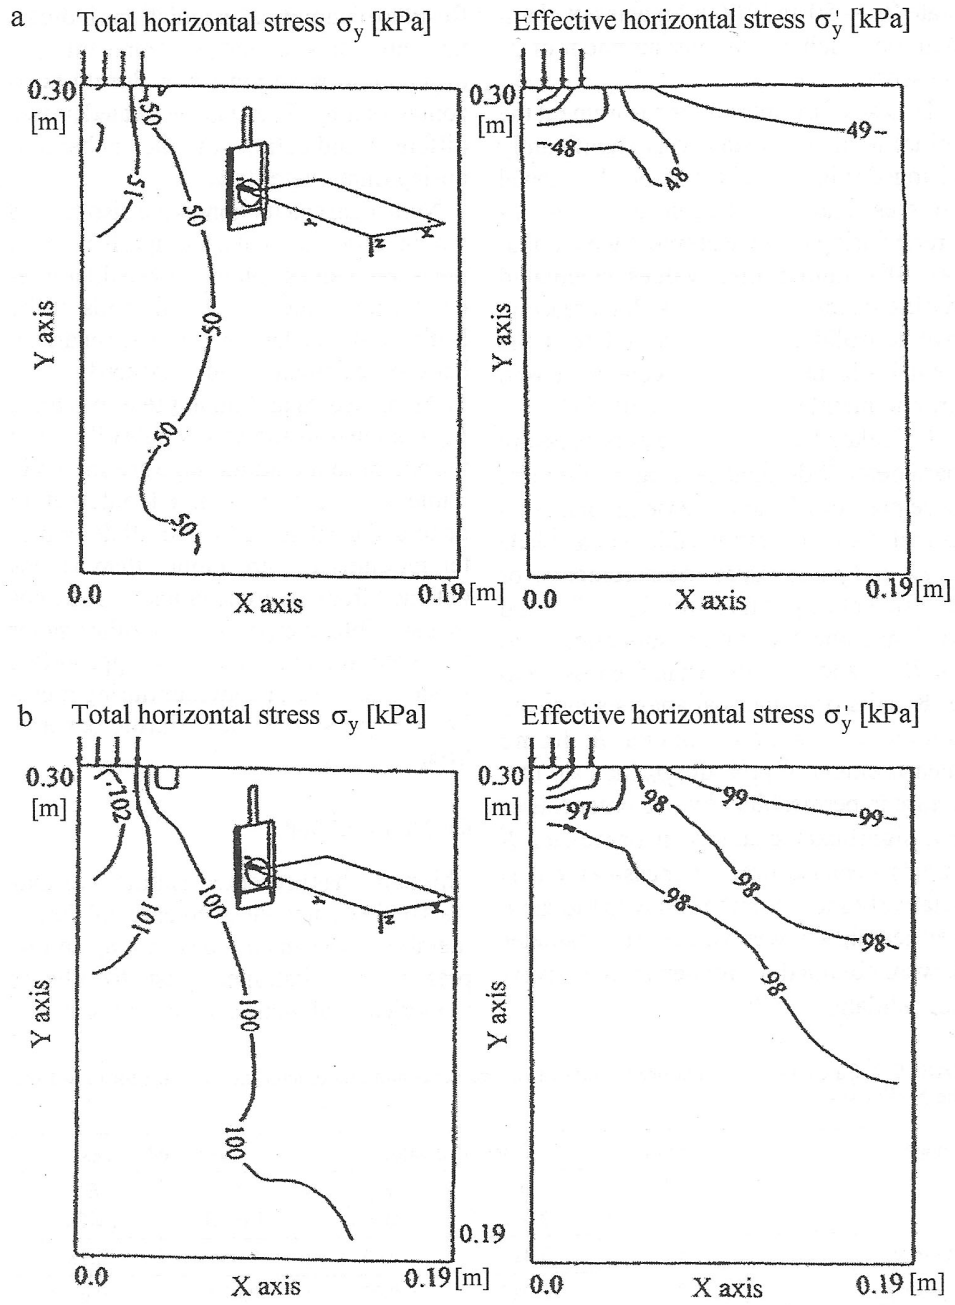 a
Total horizontal stress σy [kPa]
Effective horizontal stress σy' [kPa]
0.30
[m]
50
51
50
50
50
50
Y axis
X
Y
Z
0.0
X axis
0.19 [m]
0.30
[m]
48
48
49
Y axis
0.0
X axis
0.19 [m]
b
Total horizontal stress σy [kPa]
Effective horizontal stress σy' [kPa]
0.30
[m]
102
101
100
100
100
Y axis
X
Y
Z
0.19
0.0
X axis
0.19 [m]
0.30
[m]
97
98
99
99
98
98
98
98
Y axis
0.0
X axis
0.19 [m]